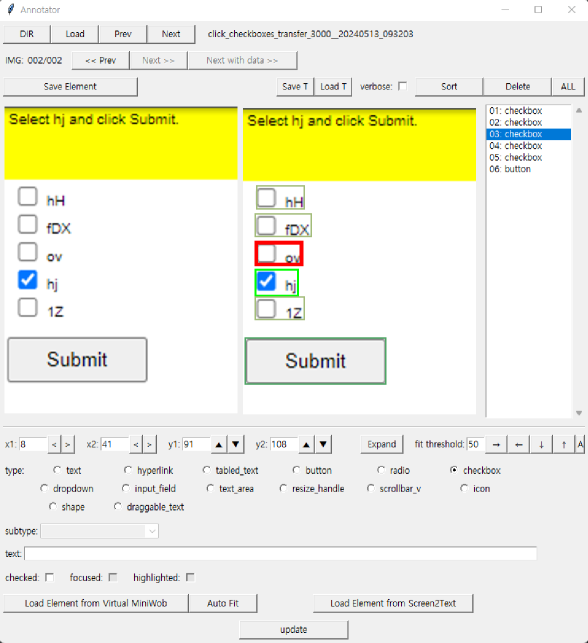 Annotator
DIR Load Prev Next click_checkboxes_transfer_3000__20240513_093203
IMG: 002/002 << Prev Next >> Next with data >>
Save Element Save T Load T verbose: Sort Delete ALL
Select hj and click Submit.
hH
fDX
ov
hj
1Z
Submit
Select hj and click Submit.
hH
fDX
ov
hj
1Z
Submit
01: checkbox
02: checkbox
03: checkbox
04: checkbox
05: checkbox
06: button
x1: 8 < > x2: 41 < > y1: 91 ▲ ▼ y2: 108 ▲ ▼ Expand fit threshold: 50 → ← ↓ ↑ A
type: text hyperlink tabled_text button radio checkbox
dropdown input_field text_area resize_handle scrollbar_v icon
shape draggable_text
subtype:
text:
checked: focused: highlighted:
Load Element from Virtual MiniWob Auto Fit Load Element from Screen2Text
update